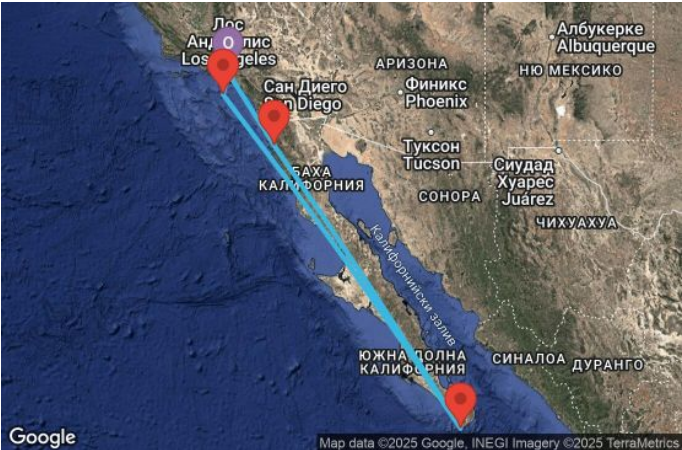 Лос
Анджелис
Los Angeles
O
Сан Диего
San Diego
АРИЗОНА
Финикс
Phoenix
Албукерке
Albuquerque
НЮ МЕКСИКО
Туксон
Tucson
Сиудад
Хуарес
Juárez
БАХА
КАЛИФОРНИЯ
СОНОРА
ЧИХУАХУА
Калифорнийски залив
ЮЖНА ДОЛНА
КАЛИФОРНИЯ
СИНАЛОА
ДУРАНГО
Google
Map data ©2025 Google, INEGI Imagery ©2025 TerraMetrics